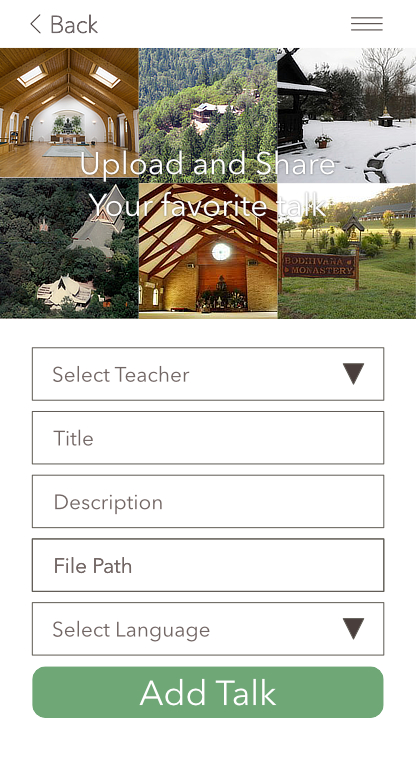 Back
Upload and Share
Your favorite talk
BODHIVANA
MONASTERY
Select Teacher
Title
Description
File Path
Select Language
Add Talk